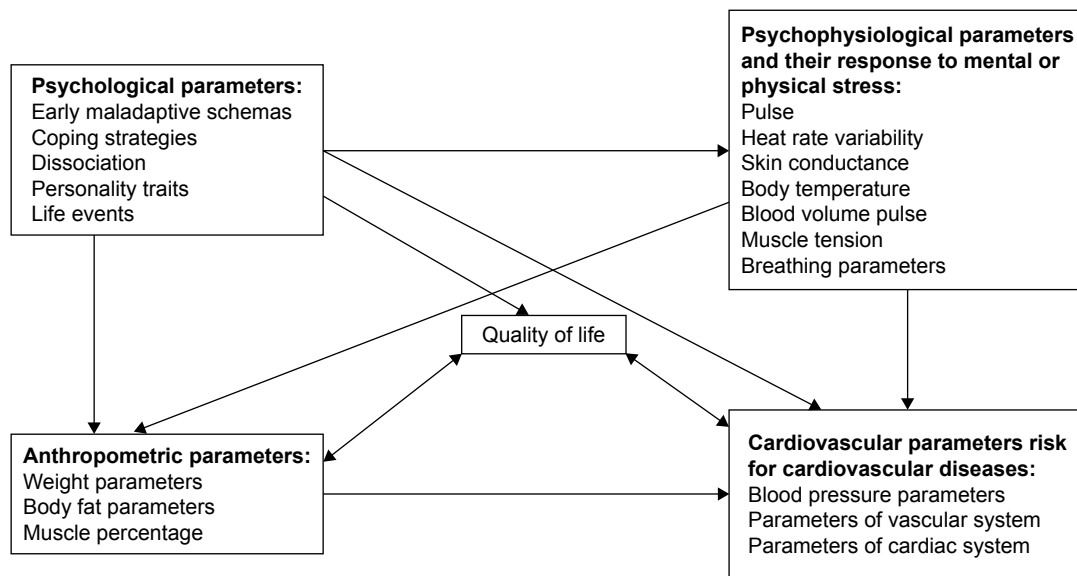 Psychological parameters:
Early maladaptive schemas
Coping strategies
Dissociation
Personality traits
Life events
Psychophysiological parameters
and their response to mental or
physical stress:
Pulse
Heat rate variability
Skin conductance
Body temperature
Blood volume pulse
Muscle tension
Breathing parameters
Quality of life
Anthropometric parameters:
Weight parameters
Body fat parameters
Muscle percentage
Cardiovascular parameters risk
for cardiovascular diseases:
Blood pressure parameters
Parameters of vascular system
Parameters of cardiac system